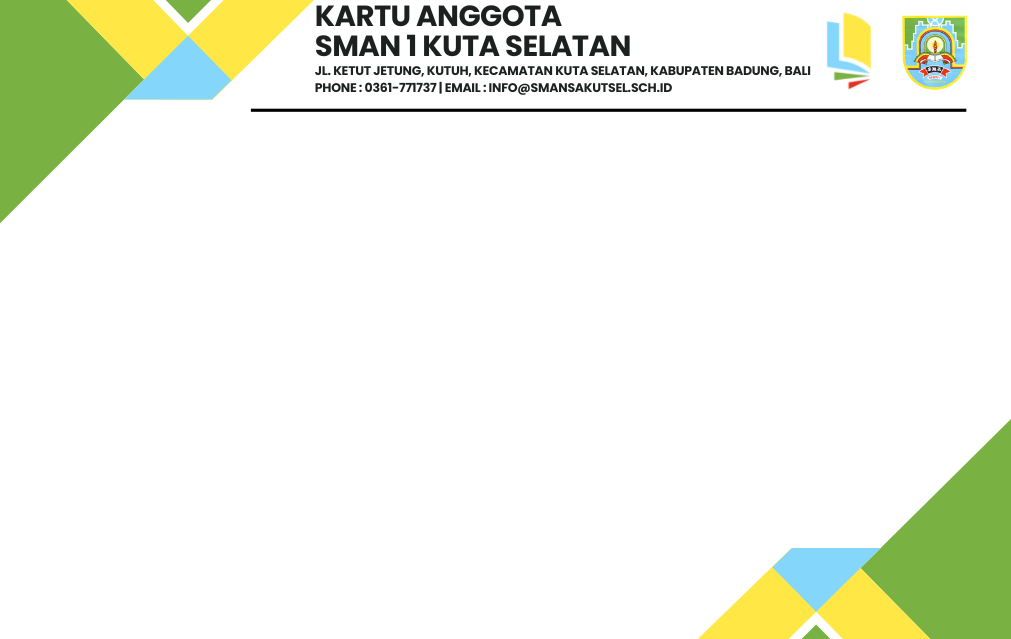 KARTU ANGGOTA
SMAN 1 KUTA SELATAN
JL. KETUT JETUNG, KUTUH, KECAMATAN KUTA SELATAN, KABUPATEN BADUNG, BALI
PHONE : 0361-771737 | EMAIL : INFO@SMANSAKUTSEL.SCH.ID